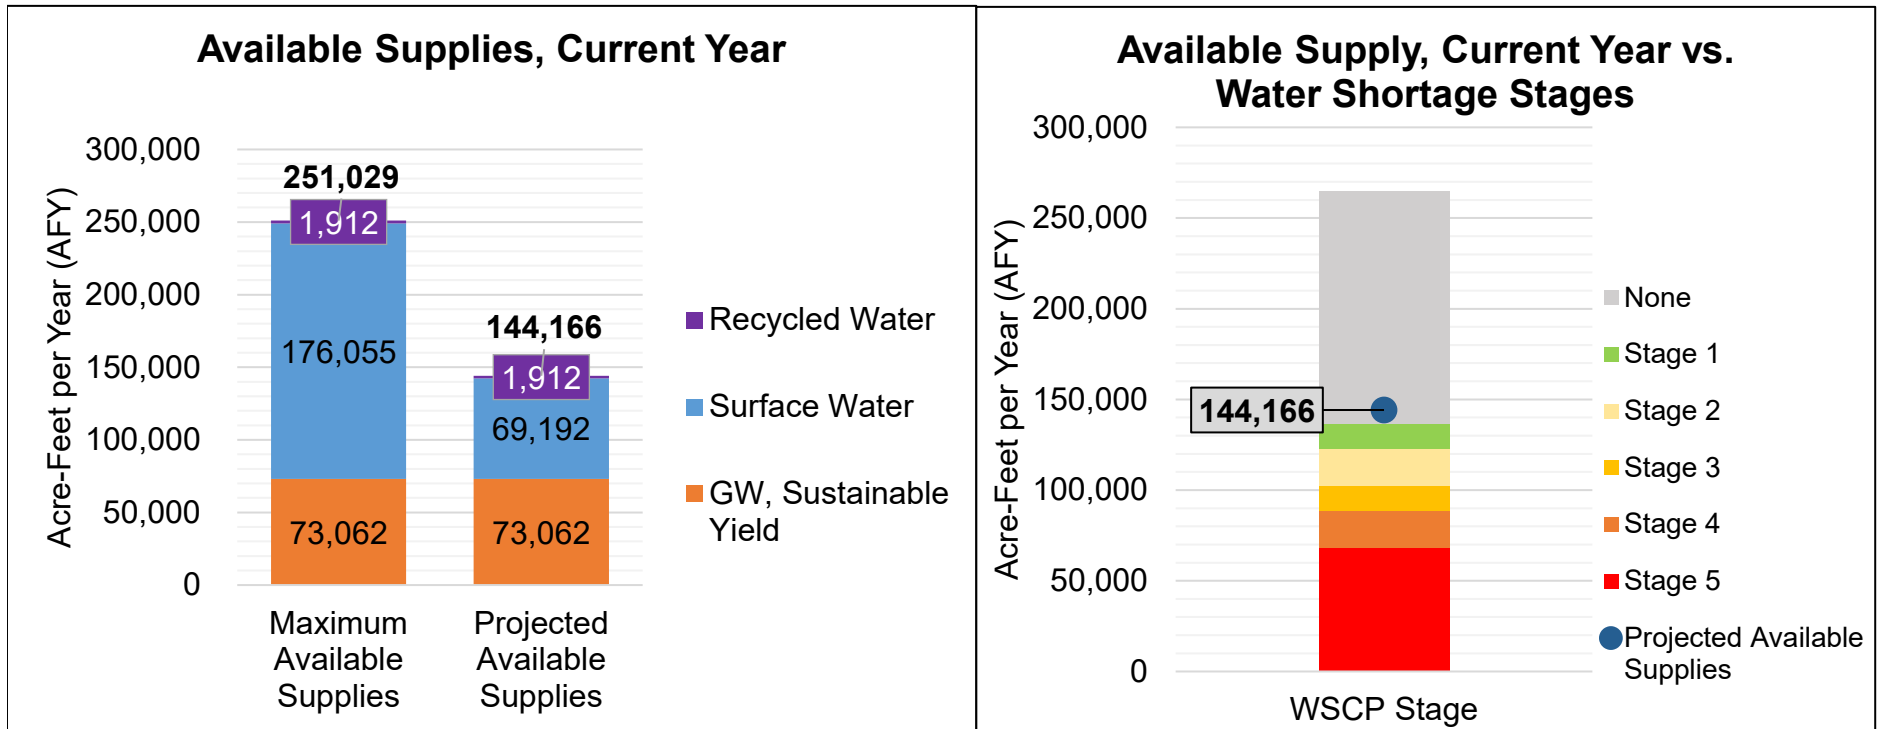 Available Supplies, Current Year
Acre-Feet per Year (AFY)
300,000
250,000
200,000
150,000
100,000
50,000
0
251,029
1,912
176,055
73,062
144,166
1,912
69,192
73,062
Maximum
Available
Supplies
Projected
Available
Supplies
Recycled Water
Surface Water
GW, Sustainable
Yield
Available Supply, Current Year vs.
Water Shortage Stages
Acre-Feet per Year (AFY)
300,000
250,000
200,000
150,000
100,000
50,000
0
144,166
WSCP Stage
None
Stage 1
Stage 2
Stage 3
Stage 4
Stage 5
Projected Available
Supplies